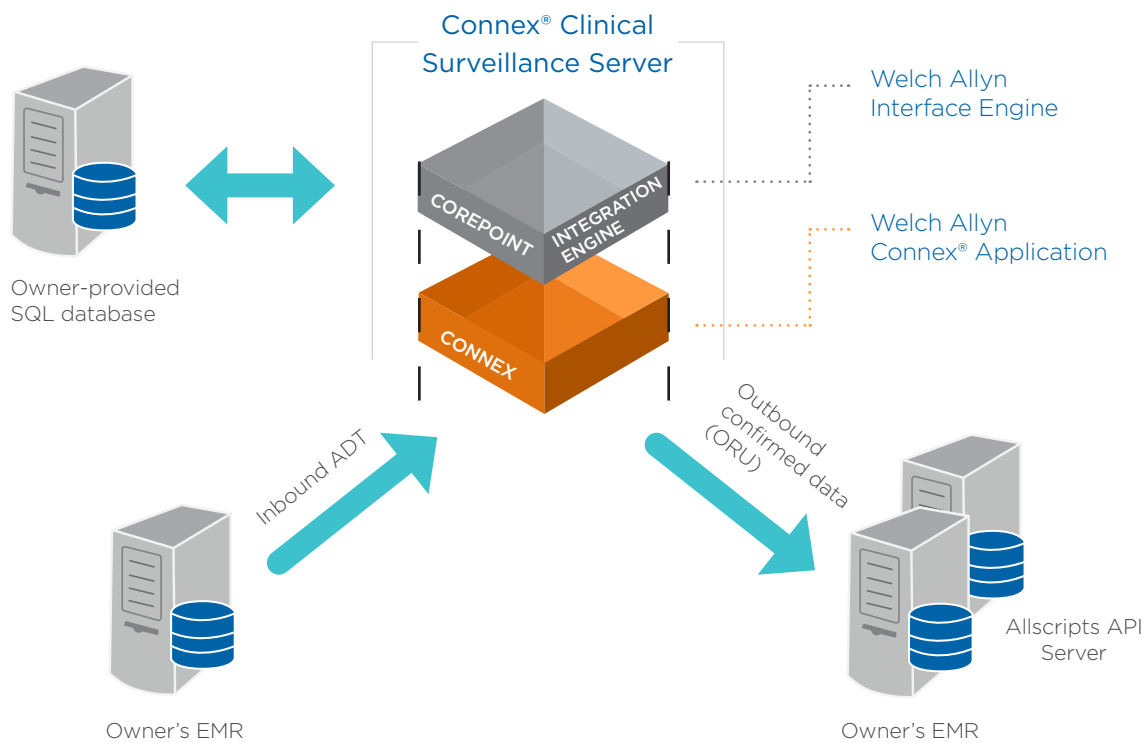 Connex® Clinical
Surveillance Server
Welch Allyn
Interface Engine
COREPOINT
INTEGRATION
ENGINE
Welch Allyn
Connex® Application
CONNEX
Owner-provided
SQL database
Inbound ADT
Outbound
confirmed data
(ORU)
Allscripts API
Server
Owner's EMR
Owner's EMR